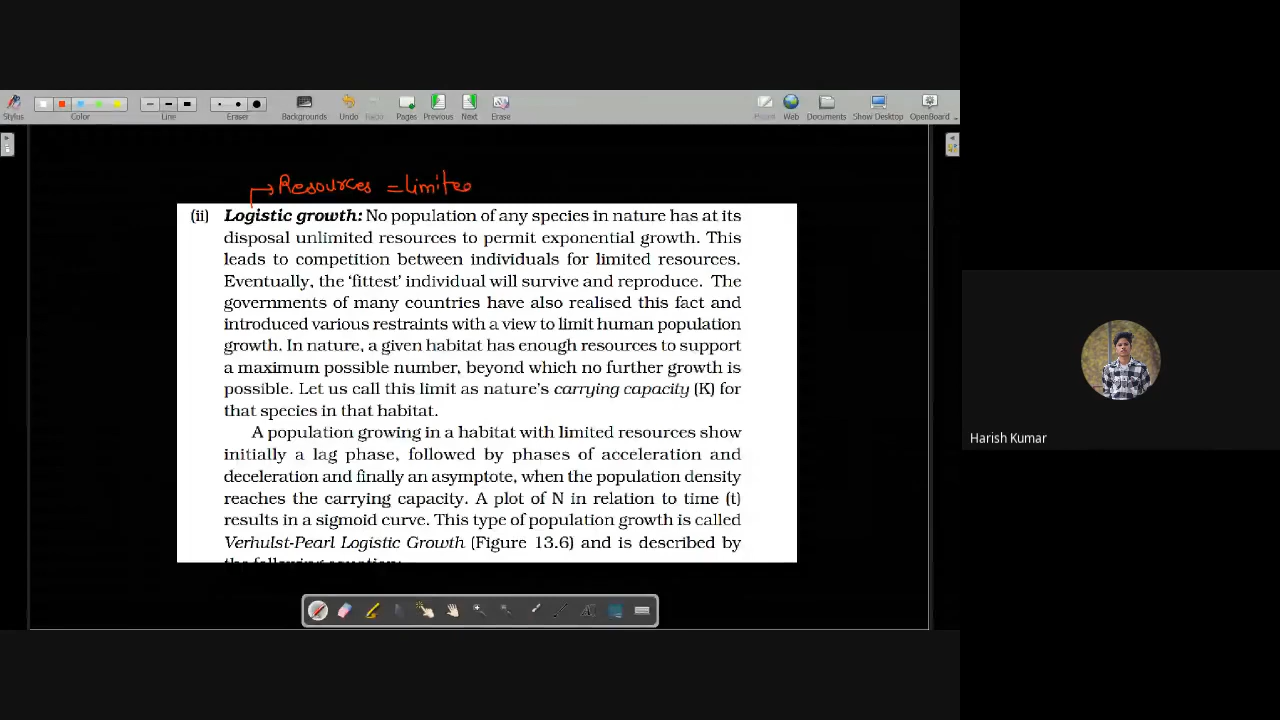 Stylus
Color
Line
Eraser
Backgrounds
Undo
Redo
Pages
Previous
Next
Erase
Board
Web
Documents
Show Desktop
OpenBoard
Resources = Limited
(ii) Logistic growth: No population of any species in nature has at its
disposal unlimited resources to permit exponential growth. This
leads to competition between individuals for limited resources.
Eventually, the ‘fittest’ individual will survive and reproduce. The
governments of many countries have also realised this fact and
introduced various restraints with a view to limit human population
growth. In nature, a given habitat has enough resources to support
a maximum possible number, beyond which no further growth is
possible. Let us call this limit as nature’s carrying capacity (K) for
that species in that habitat.
A population growing in a habitat with limited resources show
initially a lag phase, followed by phases of acceleration and
deceleration and finally an asymptote, when the population density
reaches the carrying capacity. A plot of N in relation to time (t)
results in a sigmoid curve. This type of population growth is called
Verhulst-Pearl Logistic Growth (Figure 13.6) and is described by
the following equation:
Harish Kumar